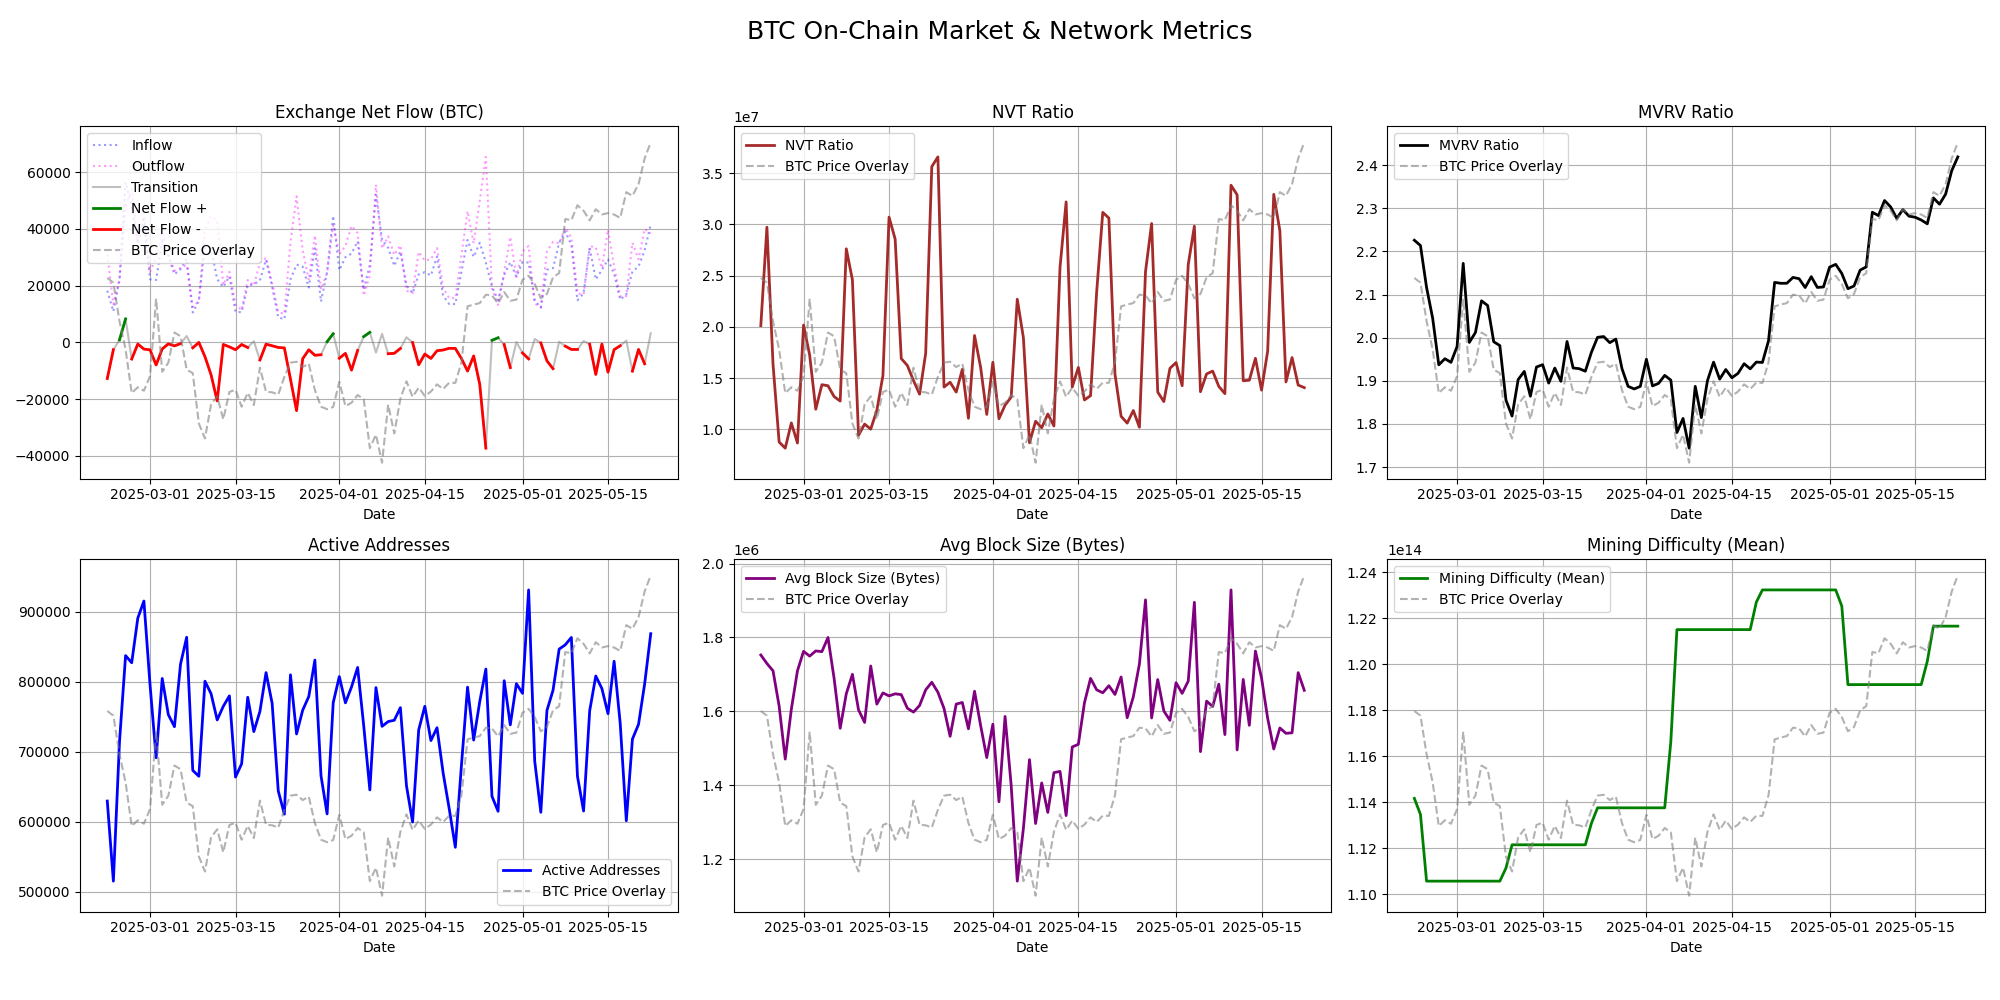 BTC On-Chain Market & Network Metrics
Exchange Net Flow (BTC)
Inflow
Outflow
Transition
Net Flow +
Net Flow -
BTC Price Overlay
60000
40000
20000
0
−20000
−40000
2025-03-01 2025-03-15 2025-04-01 2025-04-15 2025-05-01 2025-05-15
Date
NVT Ratio
1e7
NVT Ratio
BTC Price Overlay
3.5
3.0
2.5
2.0
1.5
1.0
2025-03-01 2025-03-15 2025-04-01 2025-04-15 2025-05-01 2025-05-15
Date
MVRV Ratio
MVRV Ratio
BTC Price Overlay
2.4
2.3
2.2
2.1
2.0
1.9
1.8
1.7
2025-03-01 2025-03-15 2025-04-01 2025-04-15 2025-05-01 2025-05-15
Date
Active Addresses
900000
800000
700000
600000
500000
Active Addresses
BTC Price Overlay
2025-03-01 2025-03-15 2025-04-01 2025-04-15 2025-05-01 2025-05-15
Date
Avg Block Size (Bytes)
1e6
Avg Block Size (Bytes)
BTC Price Overlay
2.0
1.8
1.6
1.4
1.2
2025-03-01 2025-03-15 2025-04-01 2025-04-15 2025-05-01 2025-05-15
Date
Mining Difficulty (Mean)
1e14
Mining Difficulty (Mean)
BTC Price Overlay
1.24
1.22
1.20
1.18
1.16
1.14
1.12
1.10
2025-03-01 2025-03-15 2025-04-01 2025-04-15 2025-05-01 2025-05-15
Date